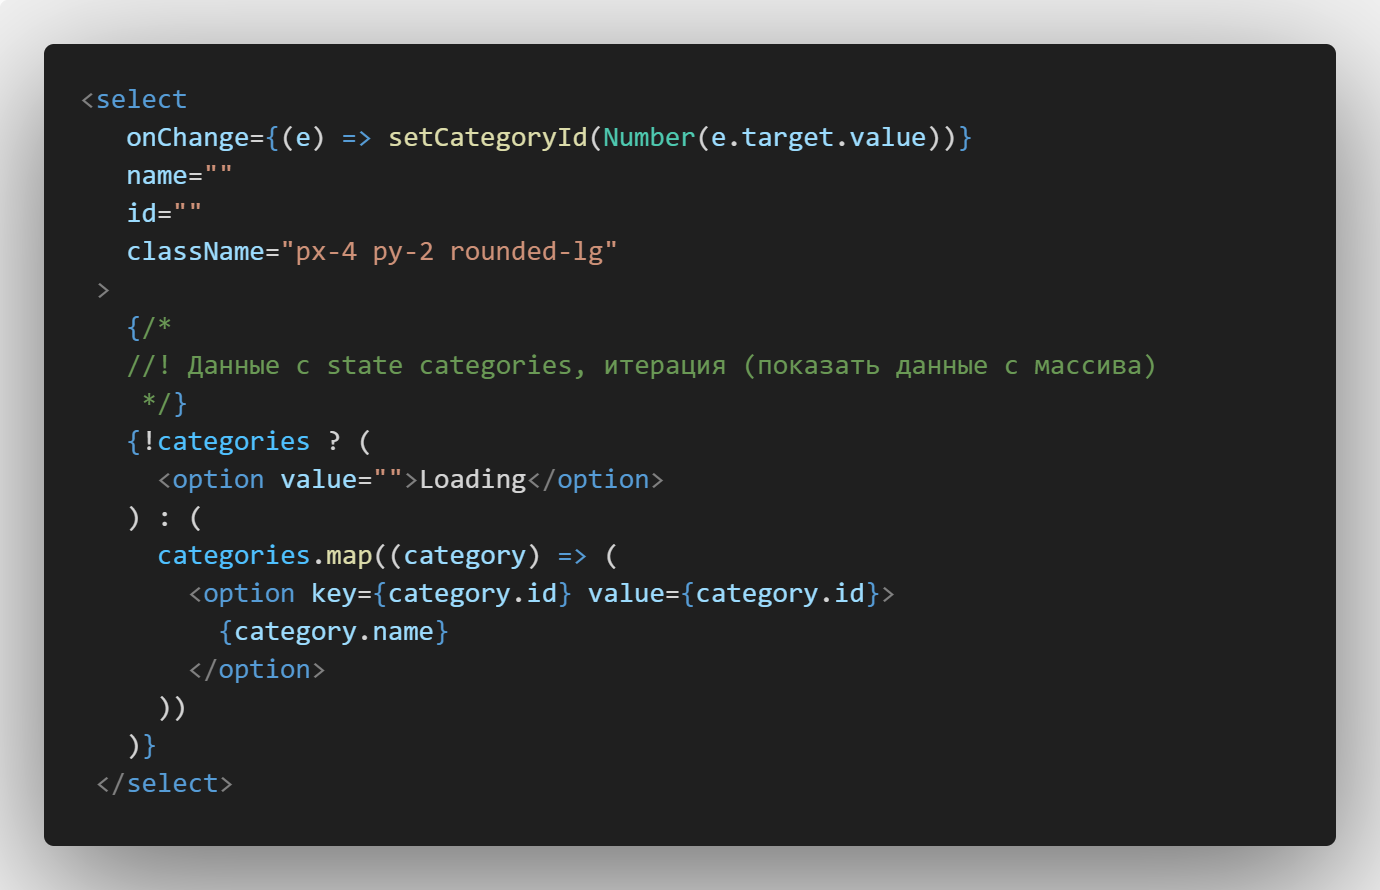 <select
onChange={(e) => setCategoryId(Number(e.target.value))}
name=""
id=""
className="px-4 py-2 rounded-lg"
>
{/*
//! Данные с state categories, итерация (показать данные с массива)
*/}
{!categories ? (
<option value="">Loading</option>
) : (
categories.map((category) => (
<option key={category.id} value={category.id}>
{category.name}
</option>
))
)}
</select>